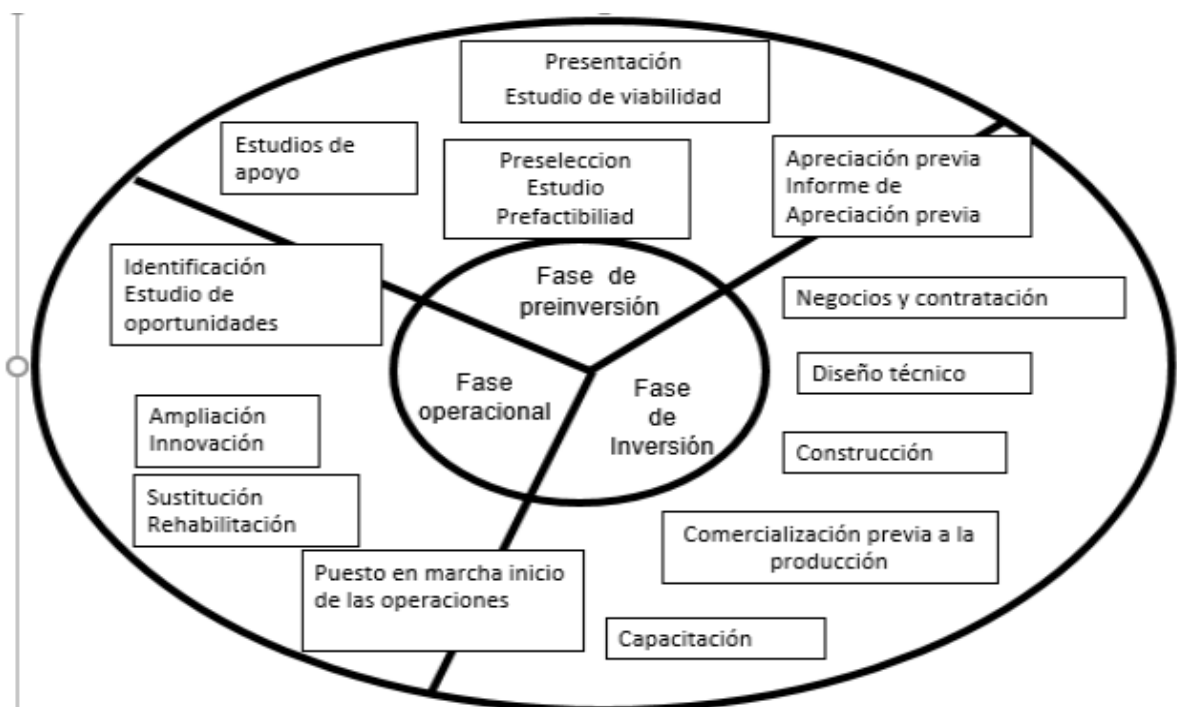 Presentación
Estudio de viabilidad
Estudios de
apoyo
Preseleccion
Estudio
Prefactibiliad
Apreciación previa
Informe de
Apreciación previa
Identificación
Estudio de
oportunidades
Fase de
preinversión
Negocios y contratación
Fase
operacional
Fase
de
Inversión
Diseño técnico
Ampliación
Innovación
Construcción
Sustitución
Rehabilitación
Comercialización previa a la
producción
Puesto en marcha inicio
de las operaciones
Capacitación